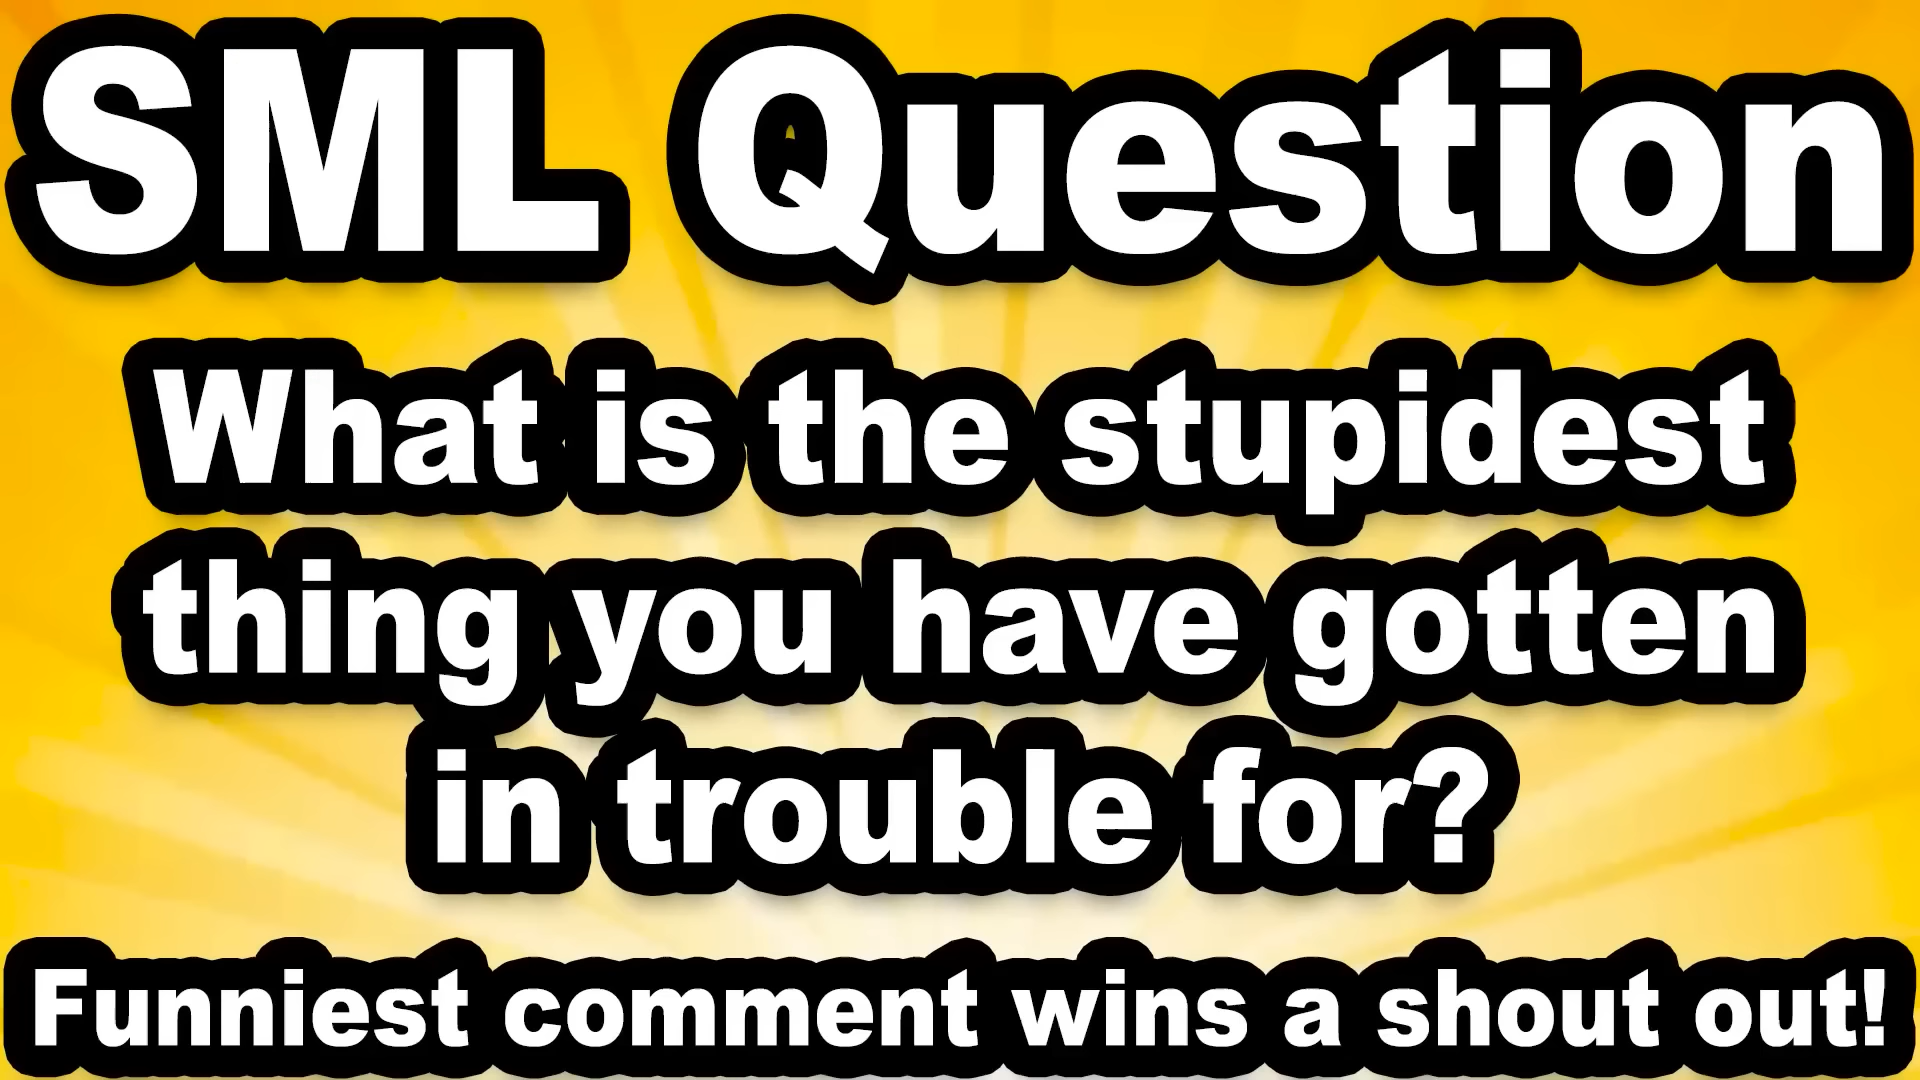 SML Question
What is the stupidest
thing you have gotten
in trouble for?
Funniest comment wins a shout out!